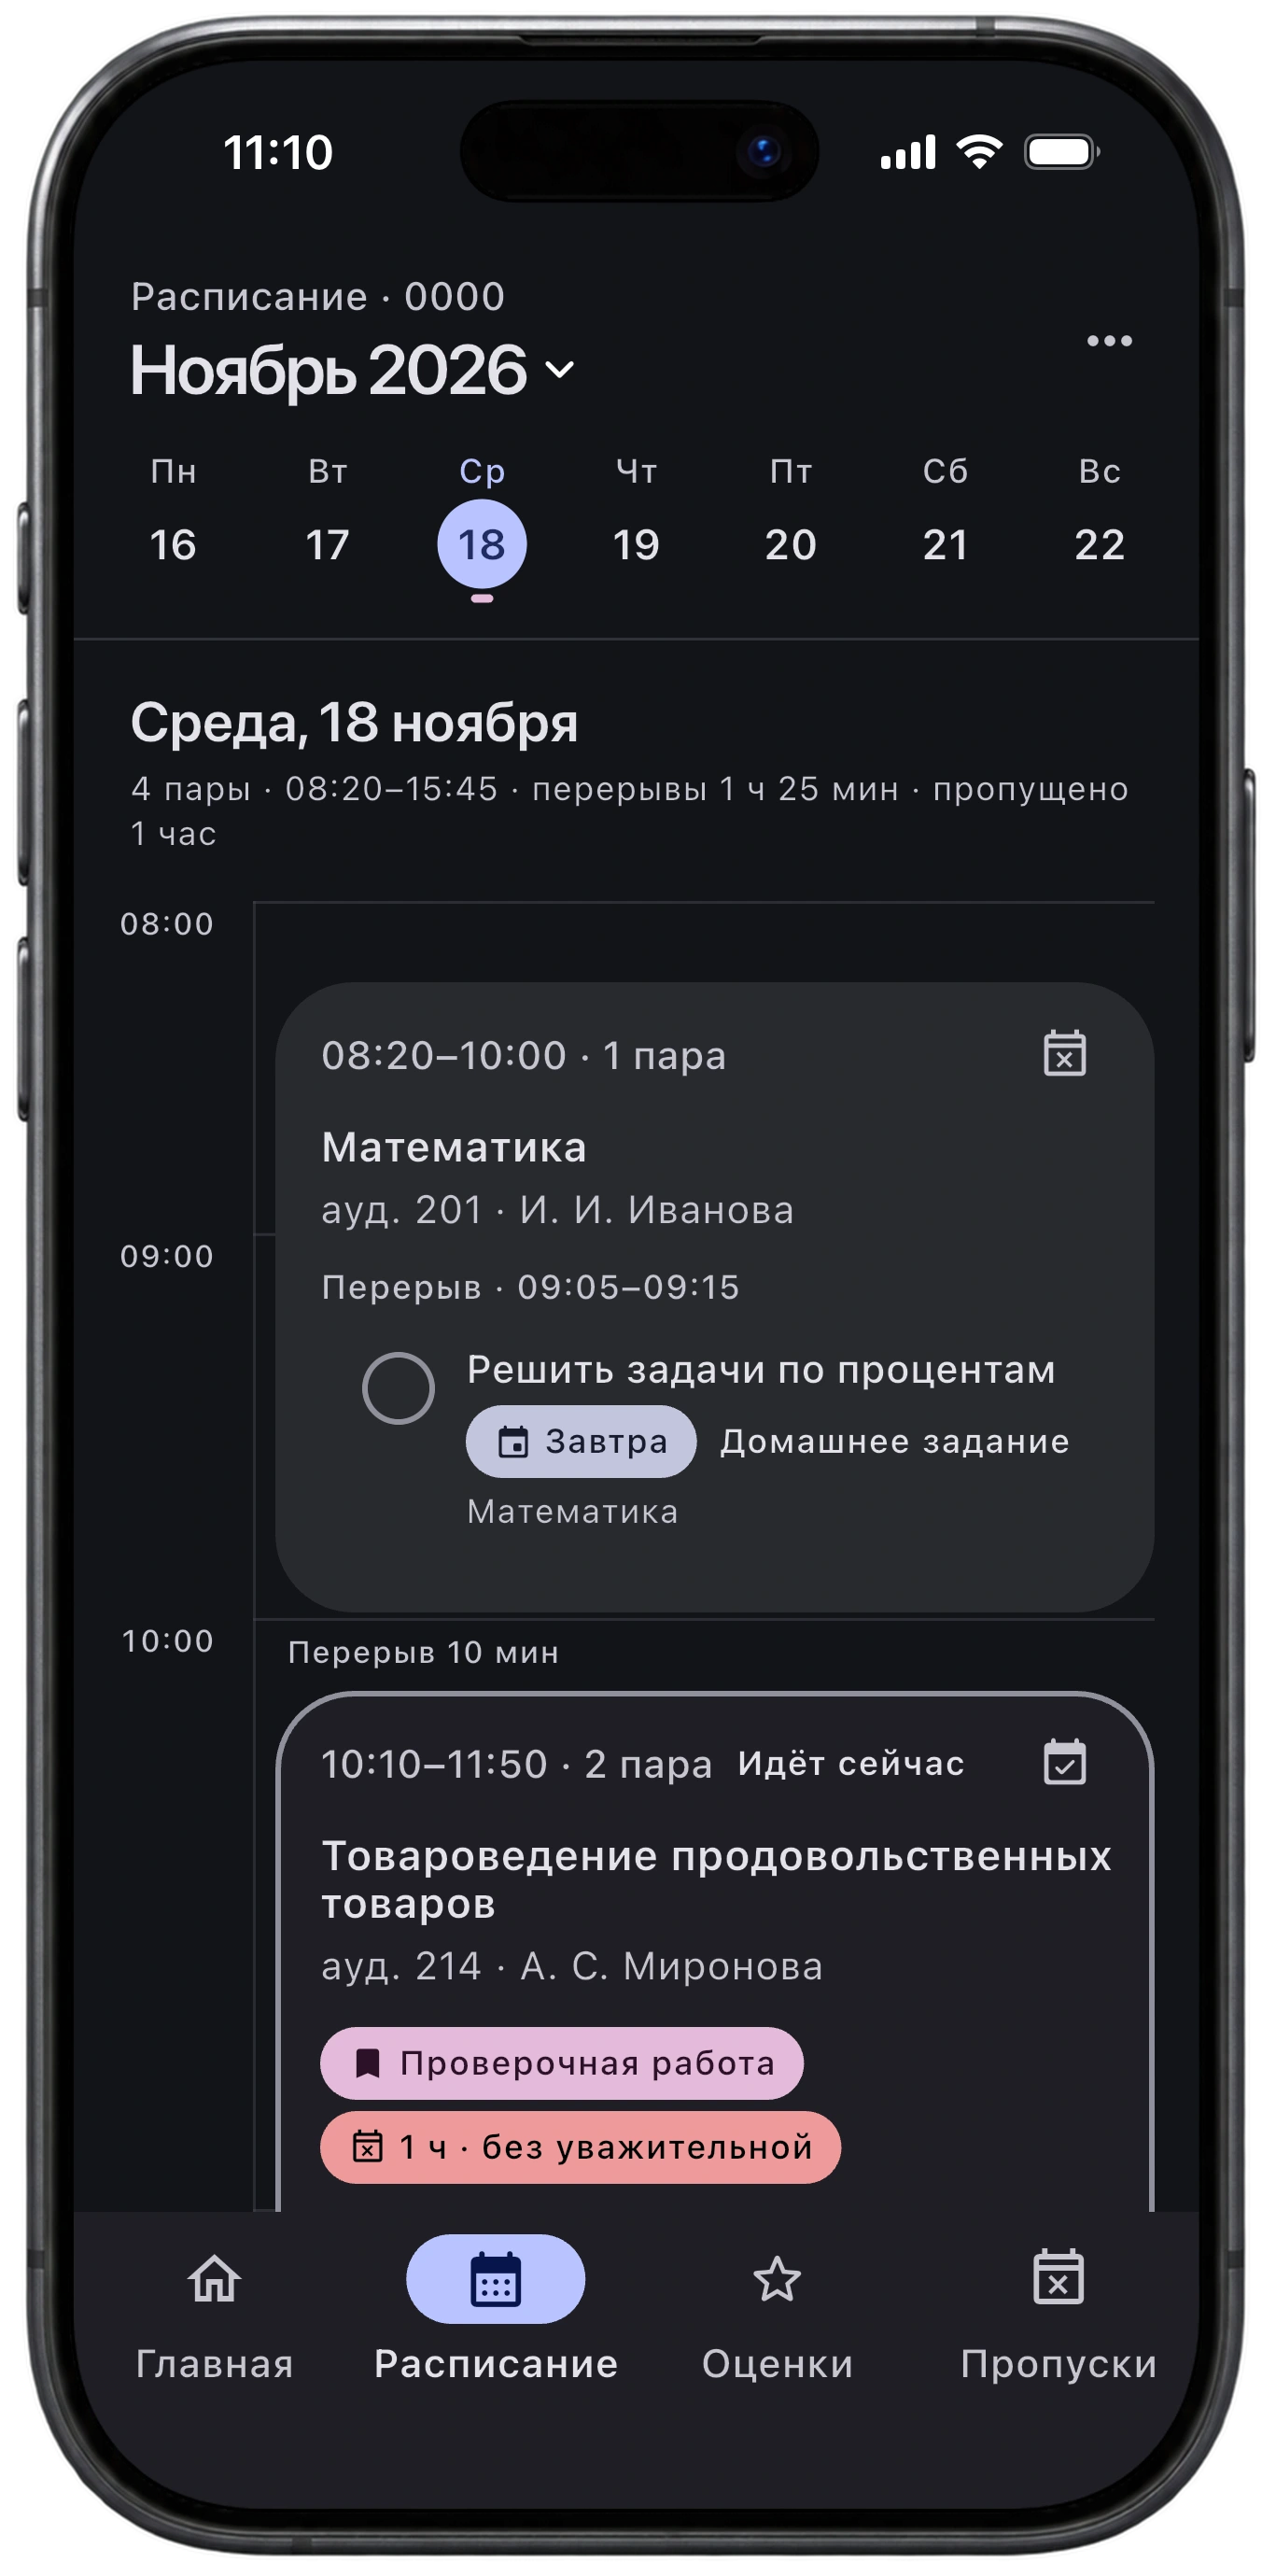 11:10
Расписание · 0000
Ноябрь 2026
Пн Вт Ср Чт Пт Сб Вс
16 17 18 19 20 21 22
Среда, 18 ноября
4 пары · 08:20–15:45 · перерывы 1 ч 25 мин · пропущено
1 час
08:00
08:20–10:00 · 1 пара
Математика
ауд. 201 · И. И. Иванова
09:00
Перерыв · 09:05–09:15
Решить задачи по процентам
Завтра Домашнее задание
Математика
10:00
Перерыв 10 мин
10:10–11:50 · 2 пара Идёт сейчас
Товароведение продовольственных
товаров
ауд. 214 · А. С. Миронова
Проверочная работа
1 ч · без уважительной
Главная Расписание Оценки Пропуски